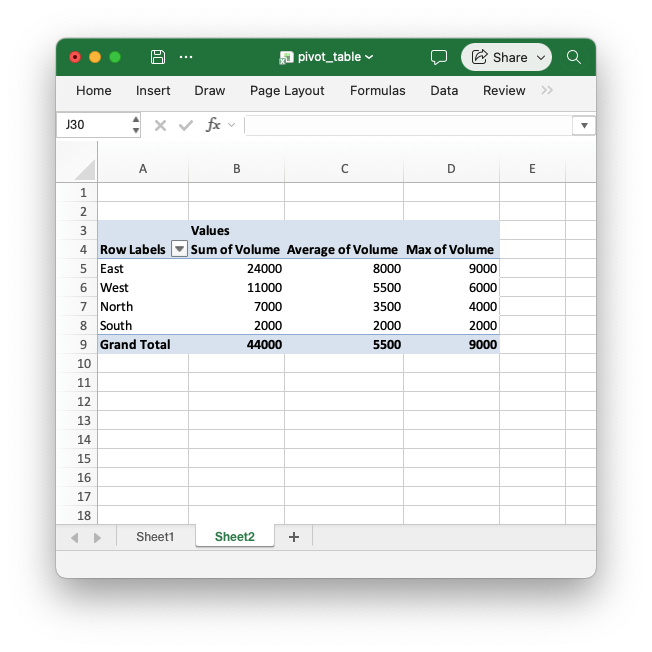 pivot_table
Share
Home Insert Draw Page Layout Formulas Data Review
J30 fx
A B C D E
1
2
3 Values
4 Row Labels Sum of Volume Average of Volume Max of Volume
5 East 24000 8000 9000
6 West 11000 5500 6000
7 North 7000 3500 4000
8 South 2000 2000 2000
9 Grand Total 44000 5500 9000
10
11
12
13
14
15
16
17
18
Sheet1 Sheet2 +